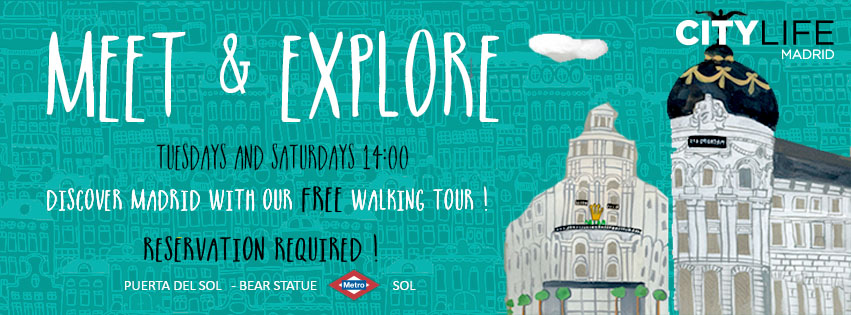 CITYLIFE
MADRID
MEET & EXPLORE
TUESDAYS AND SATURDAYS 14:00
DISCOVER MADRID WITH OUR FREE WALKING TOUR !
RESERVATION REQUIRED !
PUERTA DEL SOL - BEAR STATUE Metro SOL